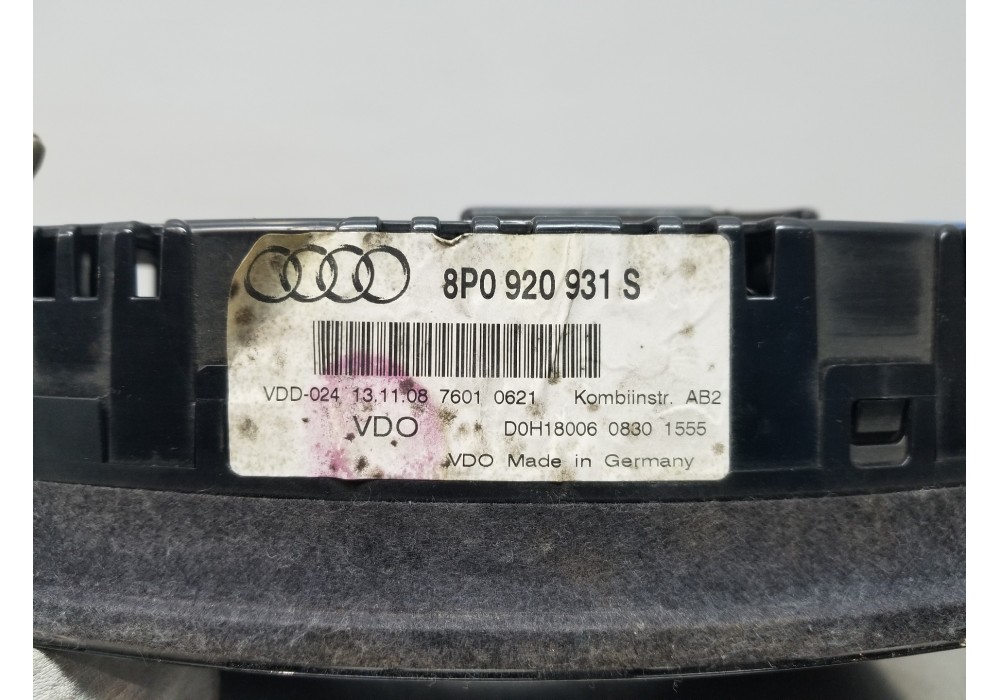 8P0 920 931 S
VDD-024 13.11.08 7601 0621 Kombiinstr. AB2
VDO D0H18006 0830 1555
VDO Made in Germany